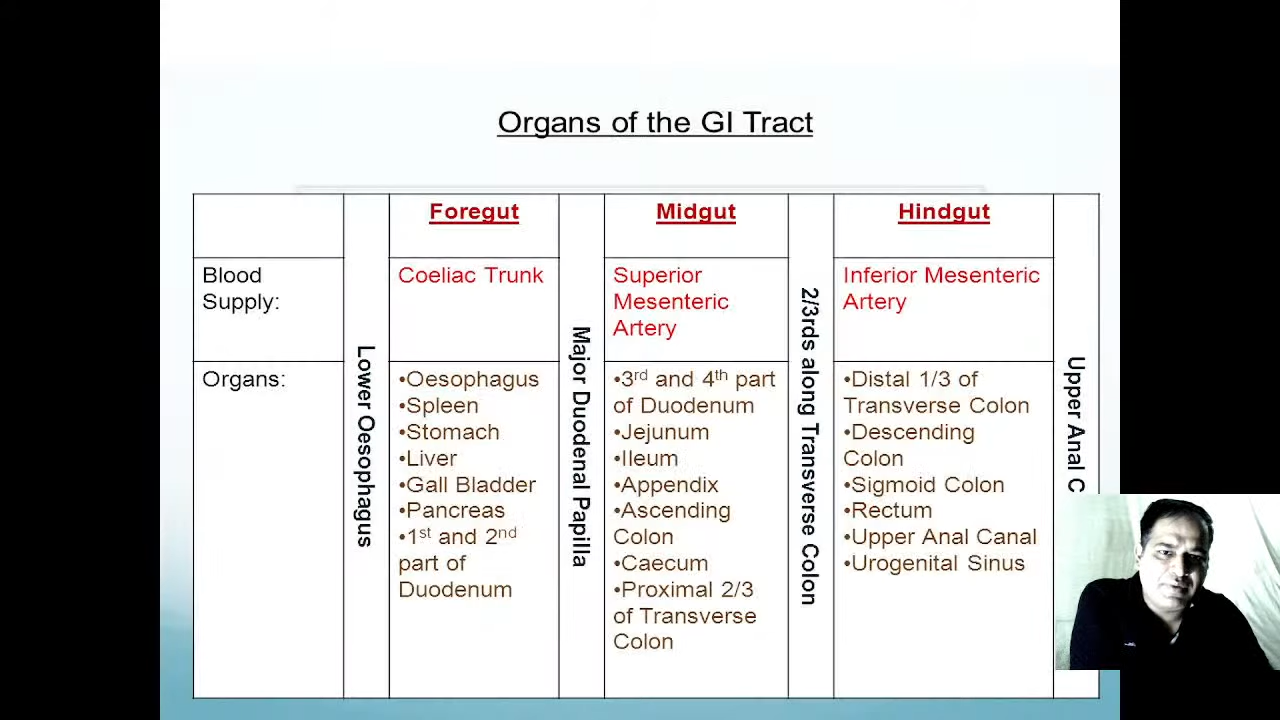 Organs of the GI Tract
Foregut
Midgut
Hindgut
Blood
Supply:
Coeliac Trunk
Superior
Mesenteric
Artery
Inferior Mesenteric
Artery
Organs:
Lower Oesophagus
•Oesophagus
•Spleen
•Stomach
•Liver
•Gall Bladder
•Pancreas
•1st and 2nd
part of
Duodenum
Major Duodenal Papilla
•3rd and 4th part
of Duodenum
•Jejunum
•Ileum
•Appendix
•Ascending
Colon
•Caecum
•Proximal 2/3
of Transverse
Colon
2/3rds along Transverse Colon
•Distal 1/3 of
Transverse Colon
•Descending
Colon
•Sigmoid Colon
•Rectum
•Upper Anal Canal
•Urogenital Sinus
Upper Anal C